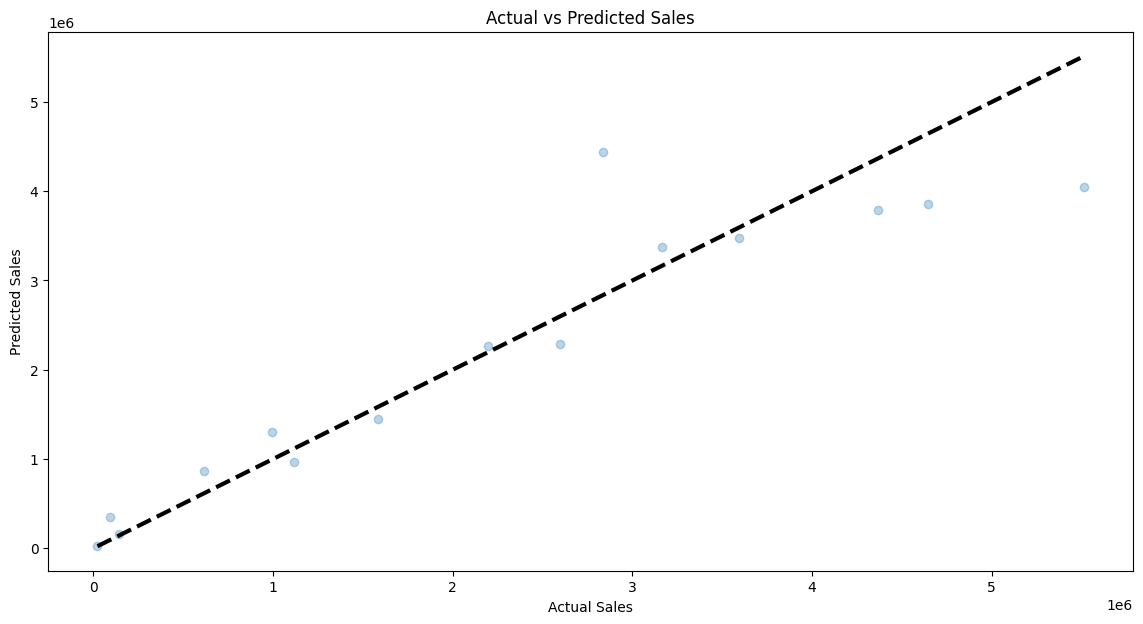 Actual vs Predicted Sales
1e6
5
4
3
2
1
0
Predicted Sales
0 1 2 3 4 5
1e6
Actual Sales